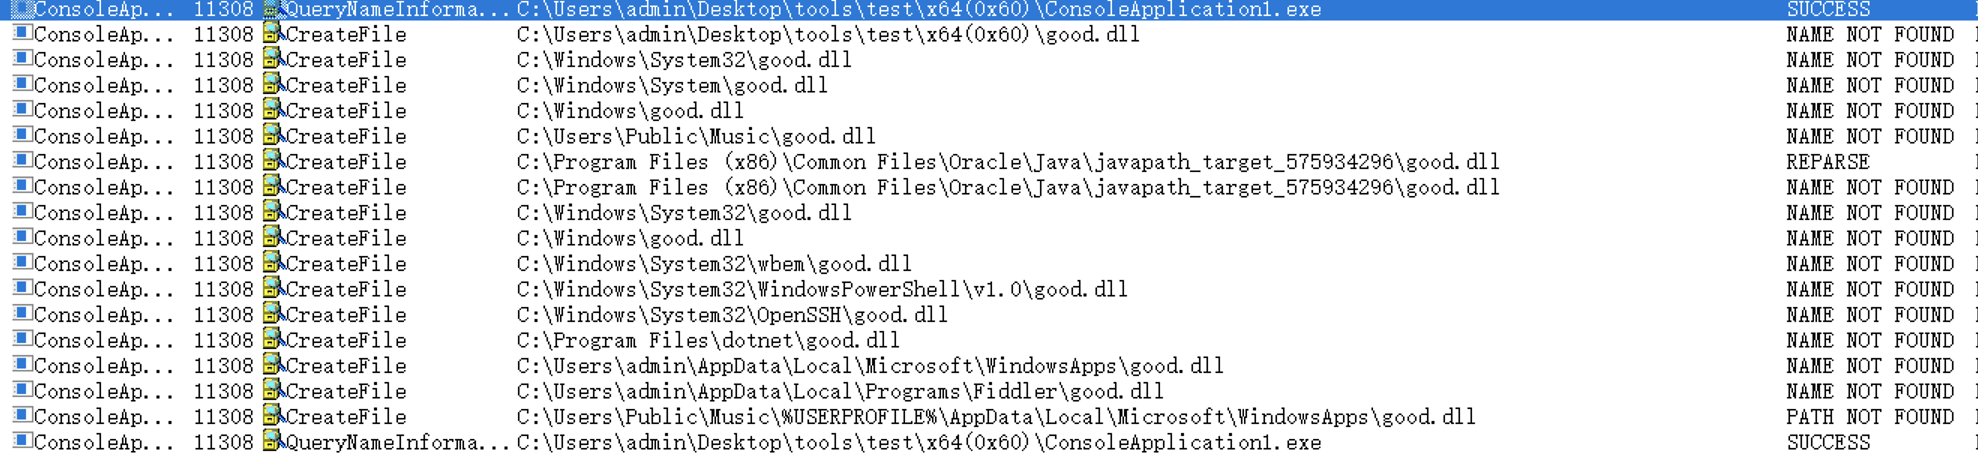 ConsoleAp... 11308 QueryNameInforma... C:\Users\admin\Desktop\tools\test\x64(0x60)\ConsoleApplication1.exe SUCCESS
ConsoleAp... 11308 CreateFile C:\Users\admin\Desktop\tools\test\x64(0x60)\good.dll NAME NOT FOUND
ConsoleAp... 11308 CreateFile C:\Windows\System32\good.dll NAME NOT FOUND
ConsoleAp... 11308 CreateFile C:\Windows\System\good.dll NAME NOT FOUND
ConsoleAp... 11308 CreateFile C:\Windows\good.dll NAME NOT FOUND
ConsoleAp... 11308 CreateFile C:\Users\Public\Music\good.dll NAME NOT FOUND
ConsoleAp... 11308 CreateFile C:\Program Files (x86)\Common Files\Oracle\Java\javapath_target_575934296\good.dll REPARSE
ConsoleAp... 11308 CreateFile C:\Program Files (x86)\Common Files\Oracle\Java\javapath_target_575934296\good.dll NAME NOT FOUND
ConsoleAp... 11308 CreateFile C:\Windows\System32\good.dll NAME NOT FOUND
ConsoleAp... 11308 CreateFile C:\Windows\good.dll NAME NOT FOUND
ConsoleAp... 11308 CreateFile C:\Windows\System32\wbem\good.dll NAME NOT FOUND
ConsoleAp... 11308 CreateFile C:\Windows\System32\WindowsPowerShell\v1.0\good.dll NAME NOT FOUND
ConsoleAp... 11308 CreateFile C:\Windows\System32\OpenSSH\good.dll NAME NOT FOUND
ConsoleAp... 11308 CreateFile C:\Program Files\dotnet\good.dll NAME NOT FOUND
ConsoleAp... 11308 CreateFile C:\Users\admin\AppData\Local\Microsoft\WindowsApps\good.dll NAME NOT FOUND
ConsoleAp... 11308 CreateFile C:\Users\admin\AppData\Local\Programs\Fiddler\good.dll NAME NOT FOUND
ConsoleAp... 11308 CreateFile C:\Users\Public\Music\%USERPROFILE%\AppData\Local\Microsoft\WindowsApps\good.dll PATH NOT FOUND
ConsoleAp... 11308 QueryNameInforma... C:\Users\admin\Desktop\tools\test\x64(0x60)\ConsoleApplication1.exe SUCCESS